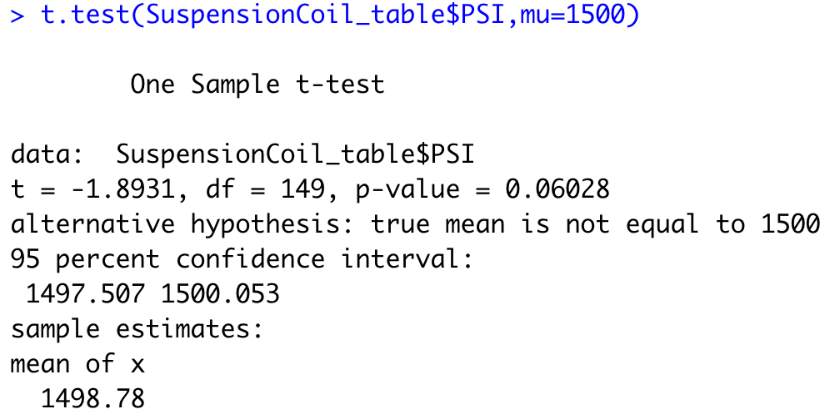 > t.test(SuspensionCoil_table$PSI,mu=1500)
One Sample t-test
data:  SuspensionCoil_table$PSI
t = -1.8931, df = 149, p-value = 0.06028
alternative hypothesis: true mean is not equal to 1500
95 percent confidence interval:
1497.507 1500.053
sample estimates:
mean of x
1498.78